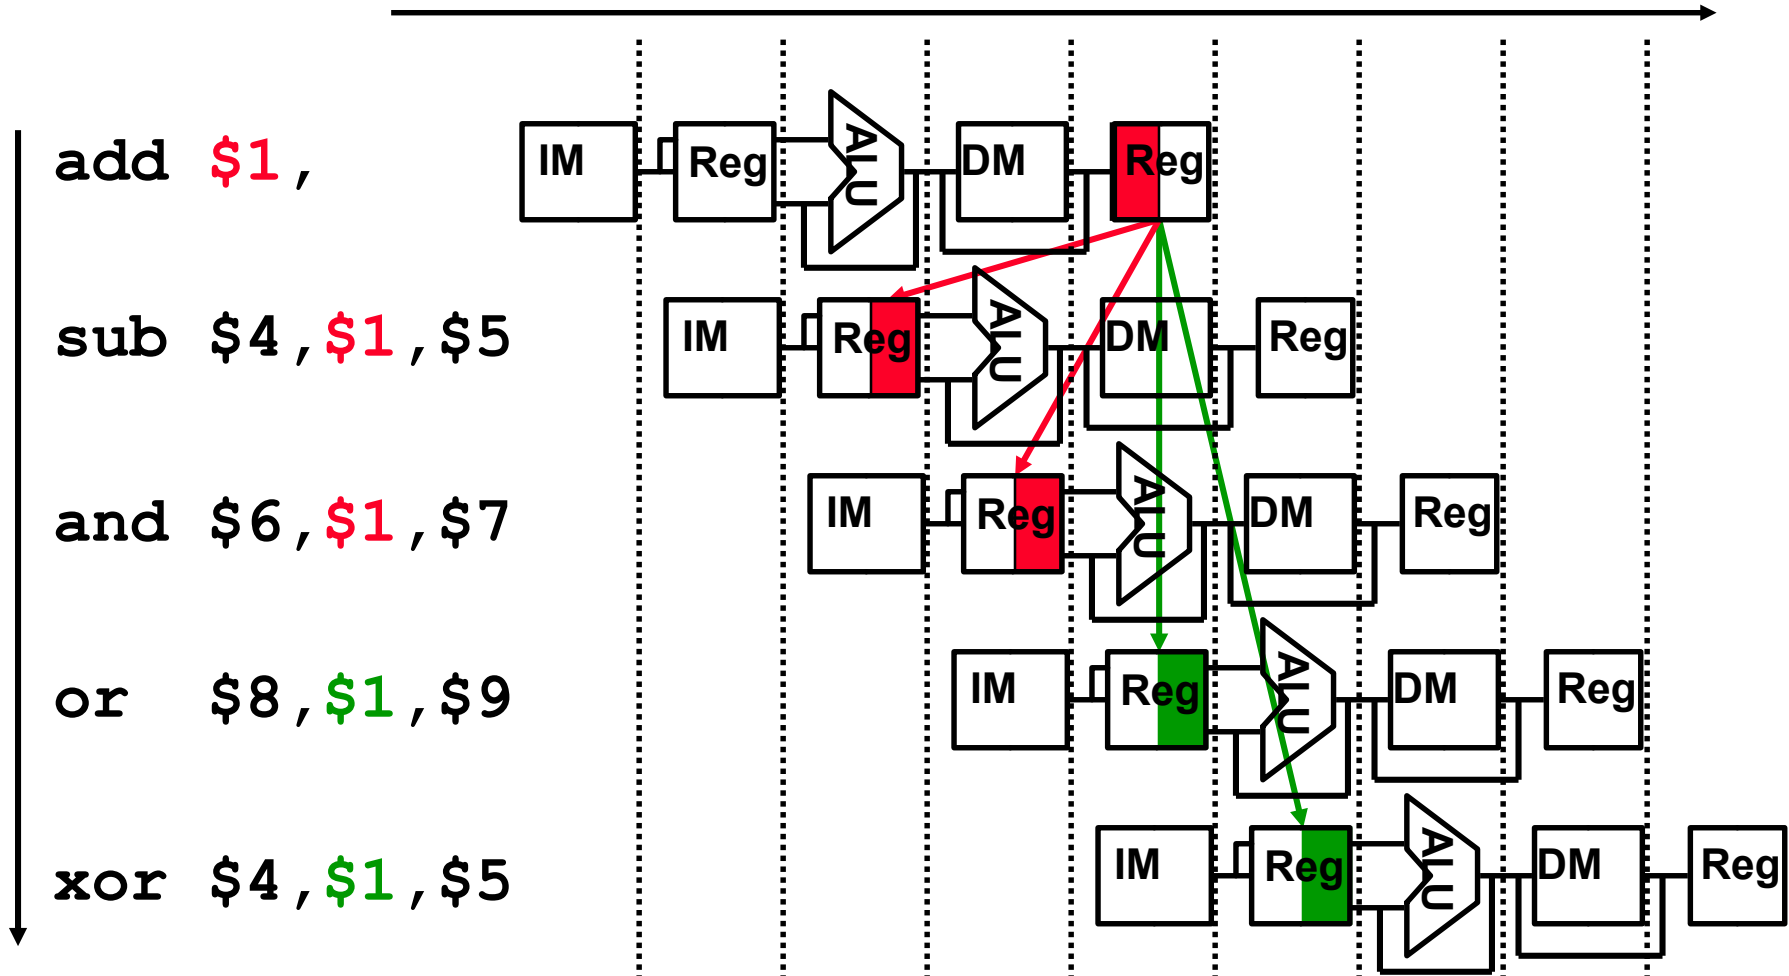 add $1, IM Reg ALU DM Reg
sub $4,$1,$5 IM Reg ALU DM Reg
and $6,$1,$7 IM Reg ALU DM Reg
or $8,$1,$9 IM Reg ALU DM Reg
xor $4,$1,$5 IM Reg ALU DM Reg